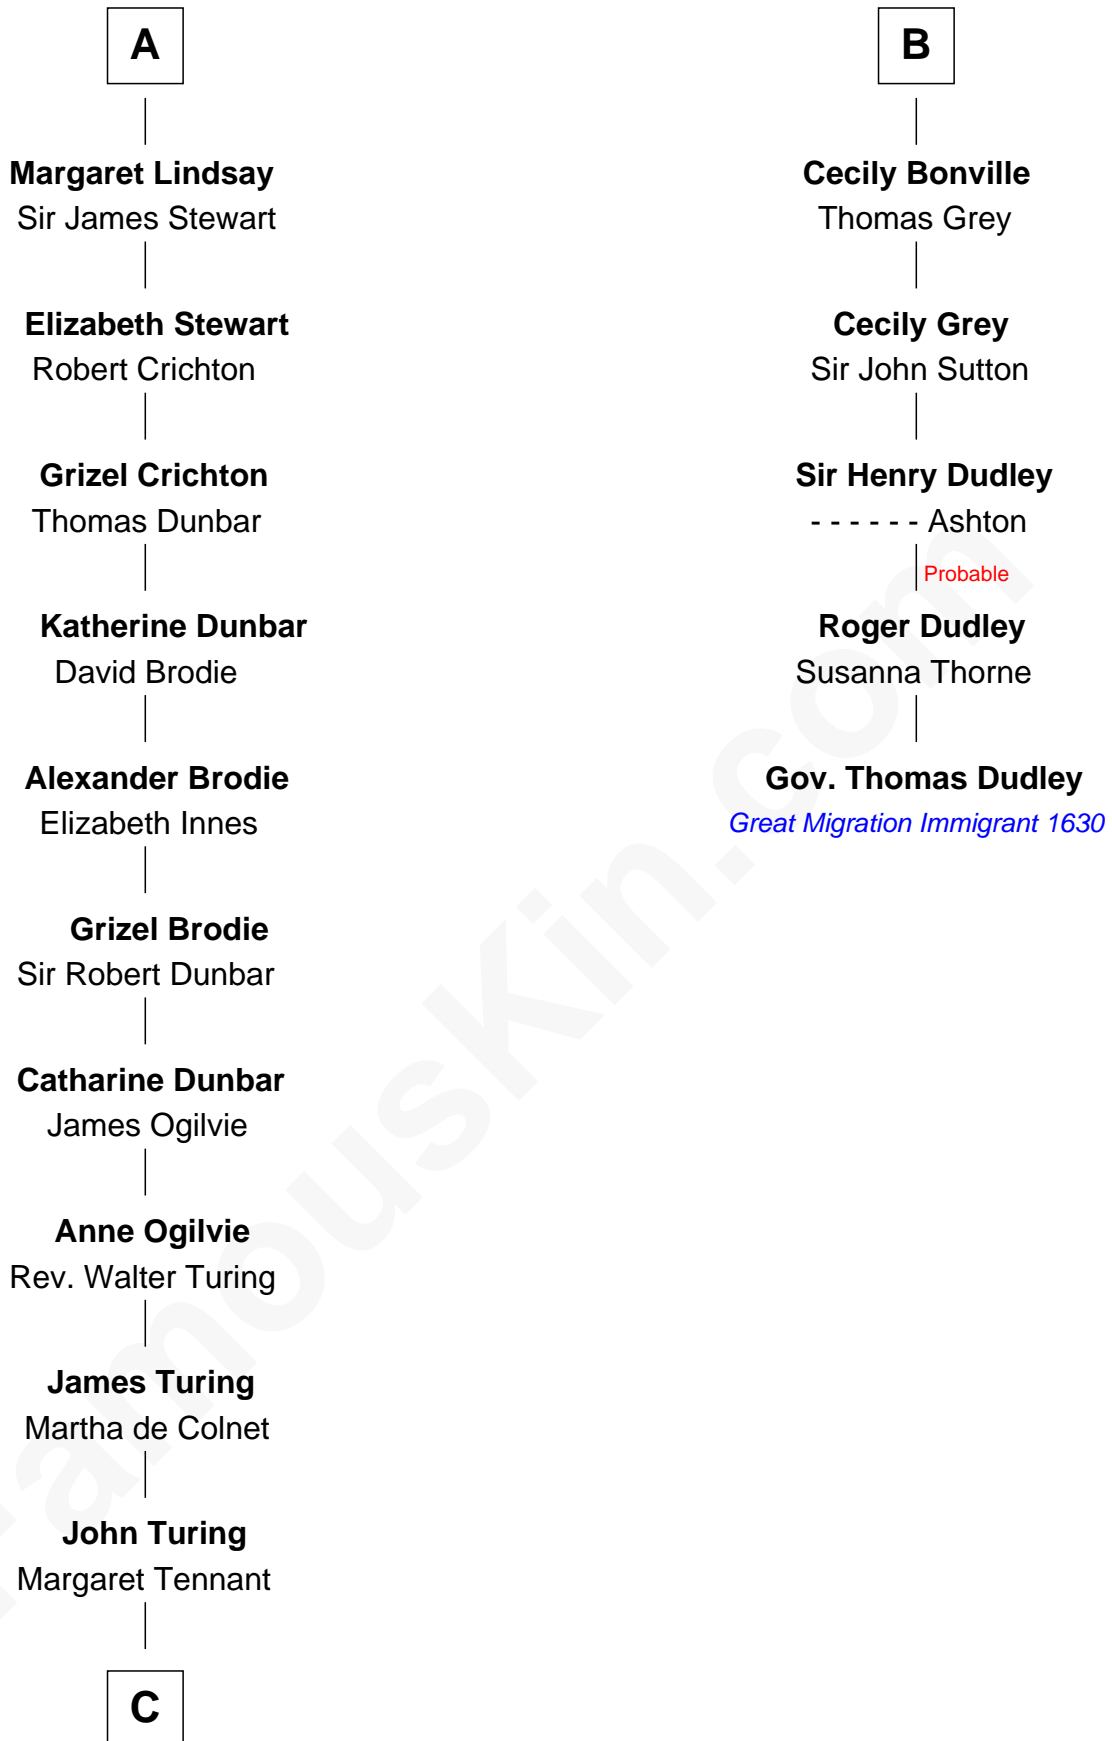 A
Margaret Lindsay
Sir James Stewart
Elizabeth Stewart
Robert Crichton
Grizel Crichton
Thomas Dunbar
Katherine Dunbar
David Brodie
Alexander Brodie
Elizabeth Innes
Grizel Brodie
Sir Robert Dunbar
Catharine Dunbar
James Ogilvie
Anne Ogilvie
Rev. Walter Turing
James Turing
Martha de Colnet
John Turing
Margaret Tennant
C
B
Cecily Bonville
Thomas Grey
Cecily Grey
Sir John Sutton
Sir Henry Dudley
- - - - - - Ashton
Probable
Roger Dudley
Susanna Thorne
Gov. Thomas Dudley
Great Migration Immigrant 1630
FamousKin.com